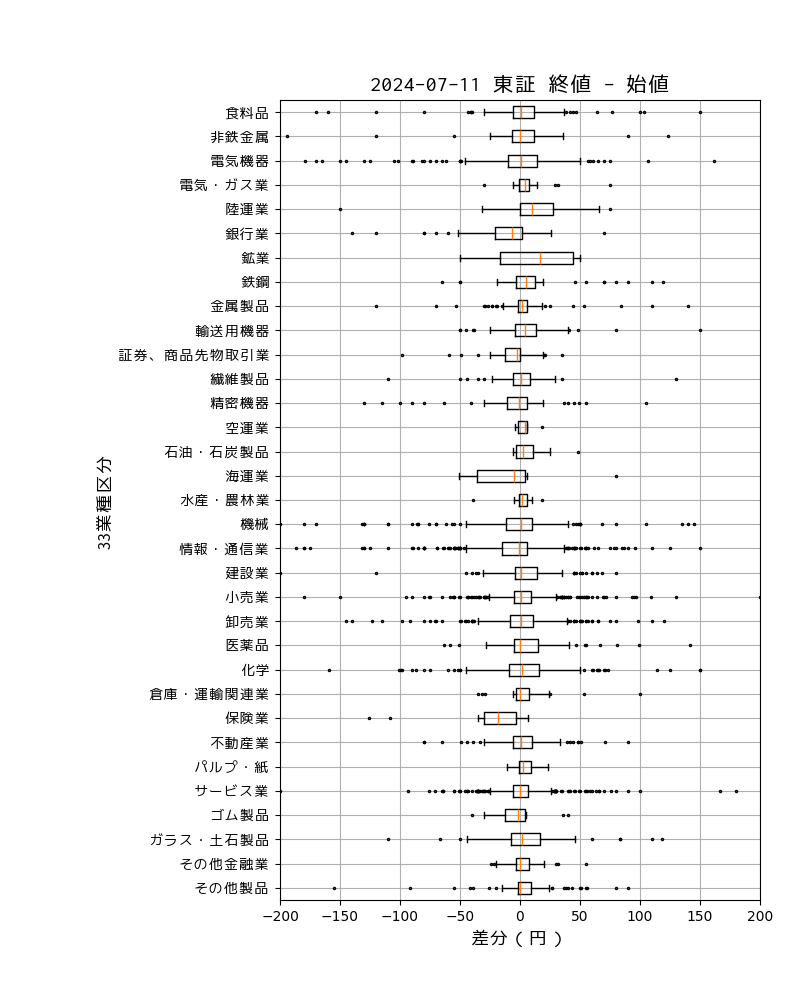 2024-07-11 東証 終値 - 始値
食料品
非鉄金属
電気機器
電気・ガス業
陸運業
銀行業
鉱業
鉄鋼
金属製品
輸送用機器
証券、商品先物取引業
繊維製品
精密機器
空運業
石油・石炭製品
海運業
水産・農林業
機械
情報・通信業
建設業
小売業
卸売業
医薬品
化学
倉庫・運輸関連業
保険業
不動産業
パルプ・紙
サービス業
ゴム製品
ガラス・土石製品
その他金融業
その他製品
33業種区分
−200 −150 −100 −50 0 50 100 150 200
差分 ( 円 )